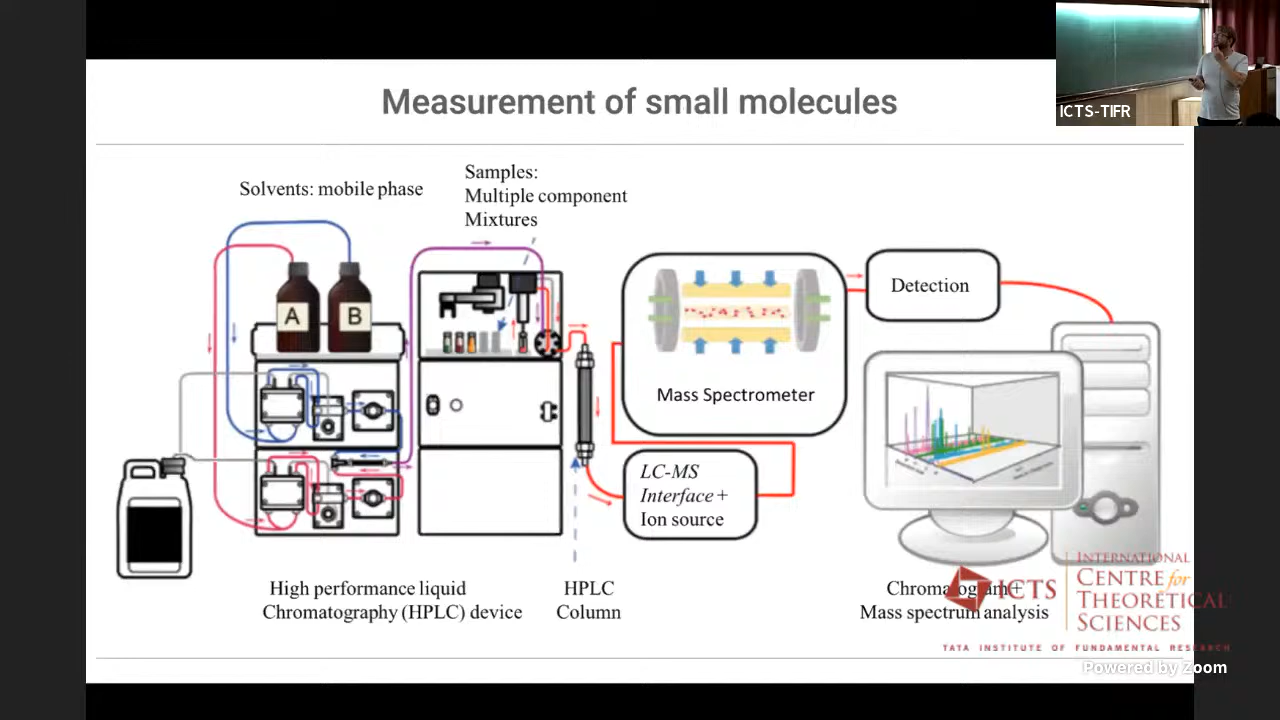 Measurement of small molecules
ICTS-TIFR
Solvents: mobile phase
Samples:
Multiple component
Mixtures
A
B
Mass Spectrometer
Detection
LC-MS
Interface +
Ion source
High performance liquid
Chromatography (HPLC) device
HPLC
Column
Chromatogram+
Mass spectrum analysis
ICTS
INTERNATIONAL
CENTRE for
THEORETICAL
SCIENCES
TATA INSTITUTE OF FUNDAMENTAL RESEARCH
Powered by Zoom